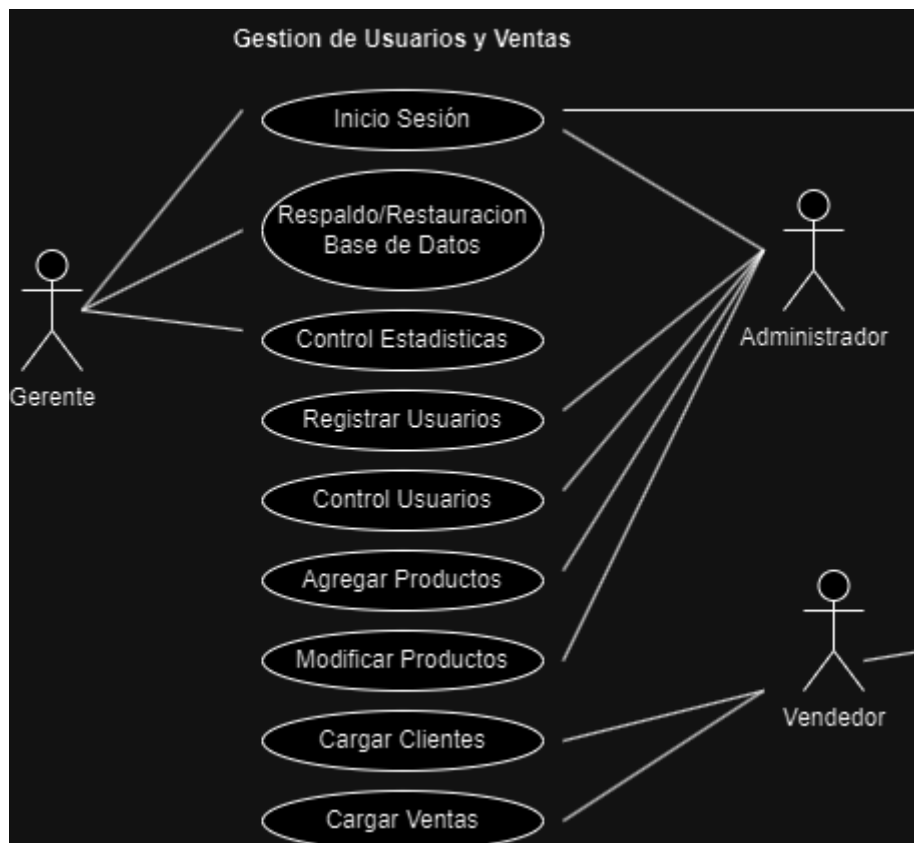 Gestion de Usuarios y Ventas
Inicio Sesión
Respaldo/Restauracion
Base de Datos
Control Estadisticas
Administrador
Gerente
Registrar Usuarios
Control Usuarios
Agregar Productos
Modificar Productos
Vendedor
Cargar Clientes
Cargar Ventas